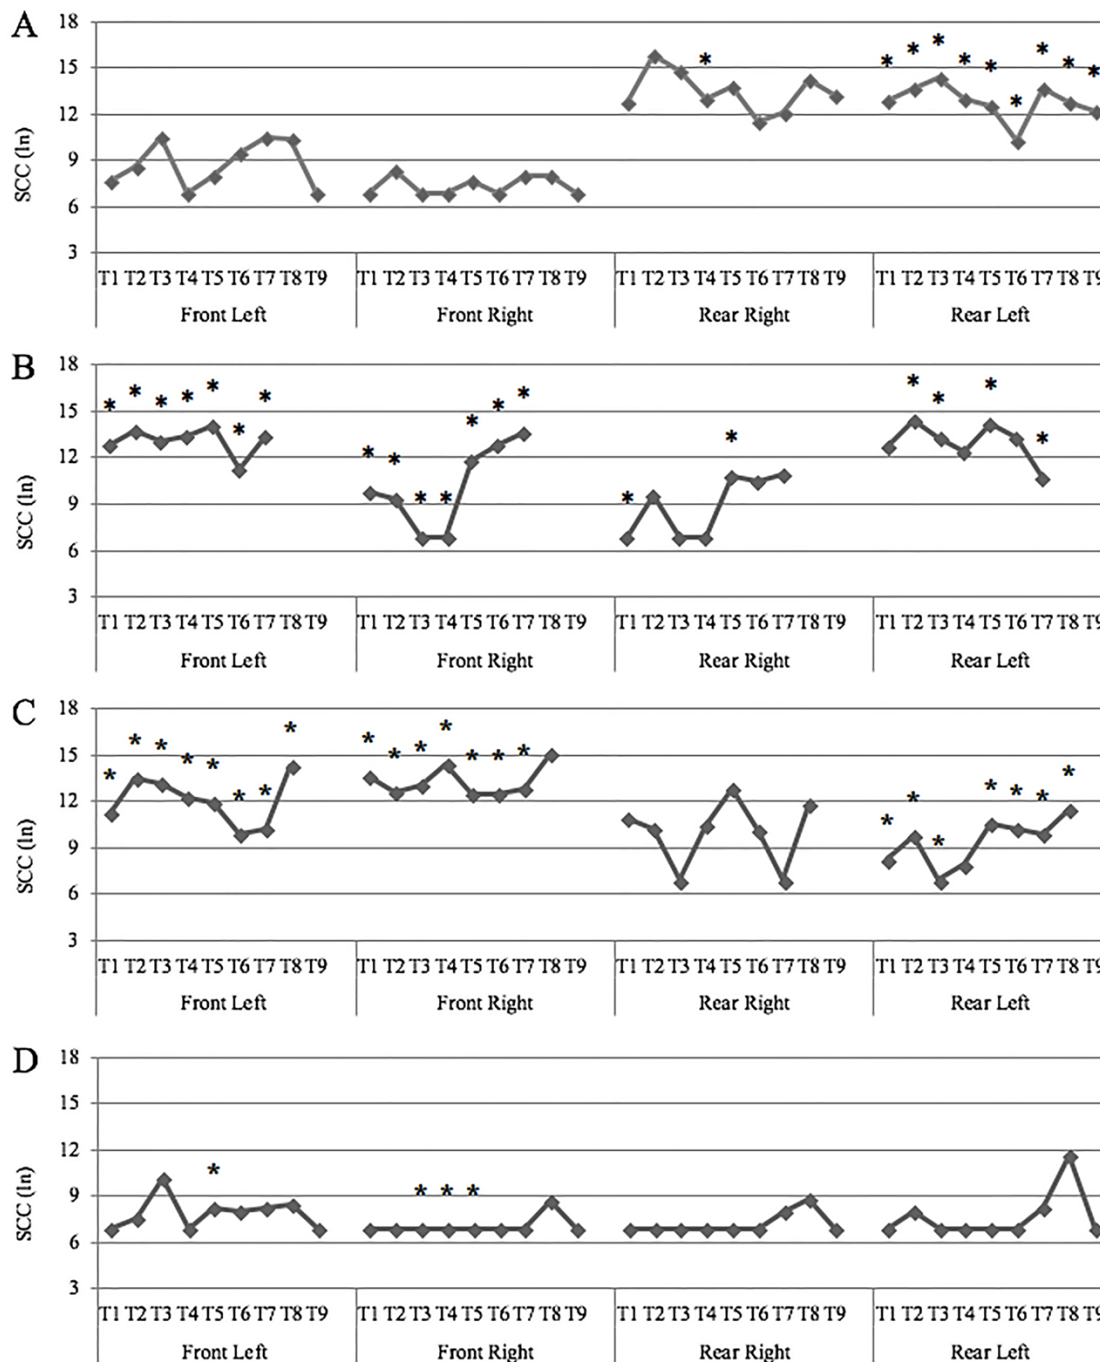 A
18
15
12
9
6
3
SCC (ln)
T1 T2 T3 T4 T5 T6 T7 T8 T9 T1 T2 T3 T4 T5 T6 T7 T8 T9 T1 T2 T3 T4 T5 T6 T7 T8 T9 T1 T2 T3 T4 T5 T6 T7 T8 T9
Front Left Front Right Rear Right Rear Left
B
18
15
12
9
6
3
SCC (ln)
T1 T2 T3 T4 T5 T6 T7 T8 T9 T1 T2 T3 T4 T5 T6 T7 T8 T9 T1 T2 T3 T4 T5 T6 T7 T8 T9 T1 T2 T3 T4 T5 T6 T7 T8 T9
Front Left Front Right Rear Right Rear Left
C
18
15
12
9
6
3
SCC (ln)
T1 T2 T3 T4 T5 T6 T7 T8 T9 T1 T2 T3 T4 T5 T6 T7 T8 T9 T1 T2 T3 T4 T5 T6 T7 T8 T9 T1 T2 T3 T4 T5 T6 T7 T8 T9
Front Left Front Right Rear Right Rear Left
D
18
15
12
9
6
3
SCC (ln)
T1 T2 T3 T4 T5 T6 T7 T8 T9 T1 T2 T3 T4 T5 T6 T7 T8 T9 T1 T2 T3 T4 T5 T6 T7 T8 T9 T1 T2 T3 T4 T5 T6 T7 T8 T9
Front Left Front Right Rear Right Rear Left